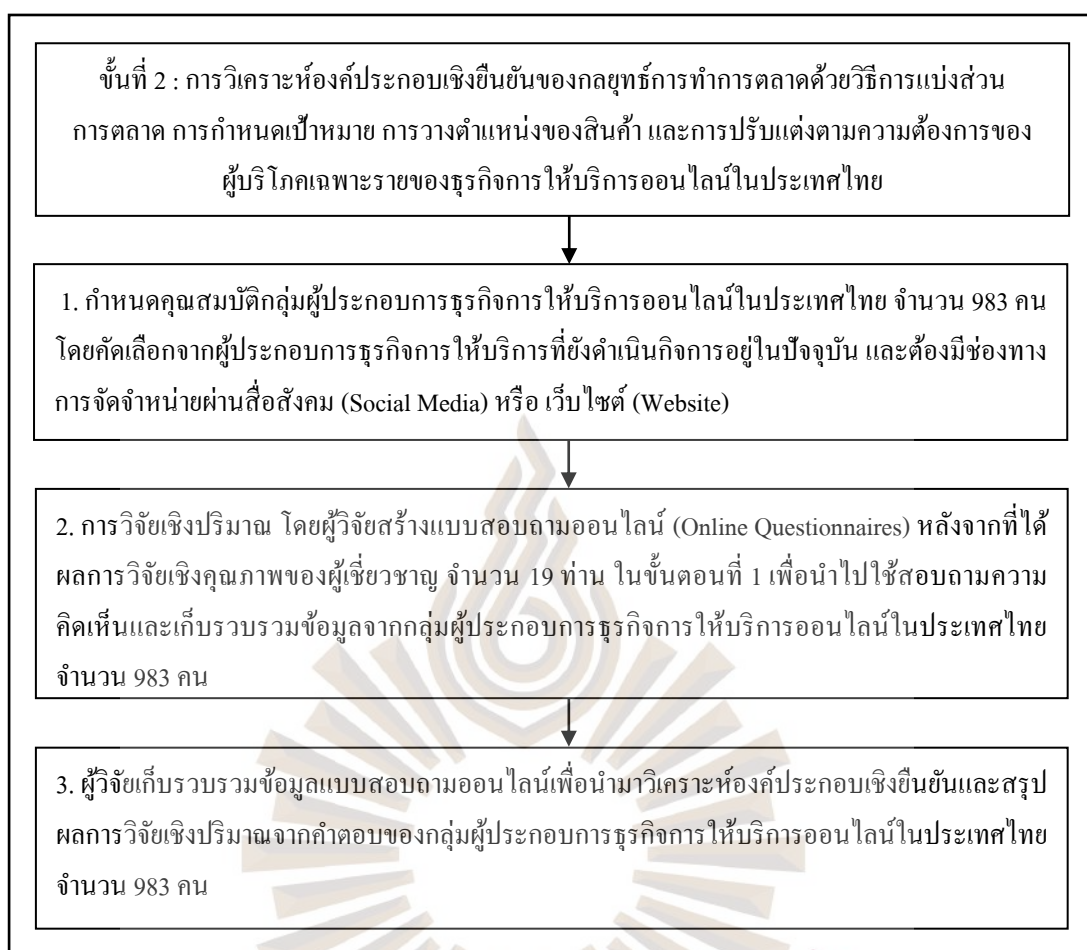 ขั้นที่ 2 : การวิเคราะห์องค์ประกอบเชิงยืนยันของกลยุทธ์การทำการตลาดด้วยวิธีการแบ่งส่วน
การตลาด การกำหนดเป้าหมาย การวางตำแหน่งของสินค้า และการปรับแต่งตามความต้องการของ
ผู้บริโภคเฉพาะรายของธุรกิจการให้บริการออนไลน์ในประเทศไทย
1. กำหนดคุณสมบัติกลุ่มผู้ประกอบการธุรกิจการให้บริการออนไลน์ในประเทศไทย จำนวน 983 คน
โดยคัดเลือกจากผู้ประกอบการธุรกิจการให้บริการที่ยังดำเนินกิจการอยู่ในปัจจุบัน และต้องมีช่องทาง
การจัดจำหน่ายผ่านสื่อสังคม (Social Media) หรือ เว็บไซต์ (Website)
2. การวิจัยเชิงปริมาณ โดยผู้วิจัยสร้างแบบสอบถามออนไลน์ (Online Questionnaires) หลังจากที่ได้
ผลการวิจัยเชิงคุณภาพของผู้เชี่ยวชาญ จำนวน 19 ท่าน ในขั้นตอนที่ 1 เพื่อนำไปใช้สอบถามความ
คิดเห็นและเก็บรวบรวมข้อมูลจากกลุ่มผู้ประกอบการธุรกิจการให้บริการออนไลน์ในประเทศไทย
จำนวน 983 คน
3. ผู้วิจัยเก็บรวบรวมข้อมูลแบบสอบถามออนไลน์เพื่อนำมาวิเคราะห์องค์ประกอบเชิงยืนยันและสรุป
ผลการวิจัยเชิงปริมาณจากคำตอบของกลุ่มผู้ประกอบการธุรกิจการให้บริการออนไลน์ในประเทศไทย
จำนวน 983 คน